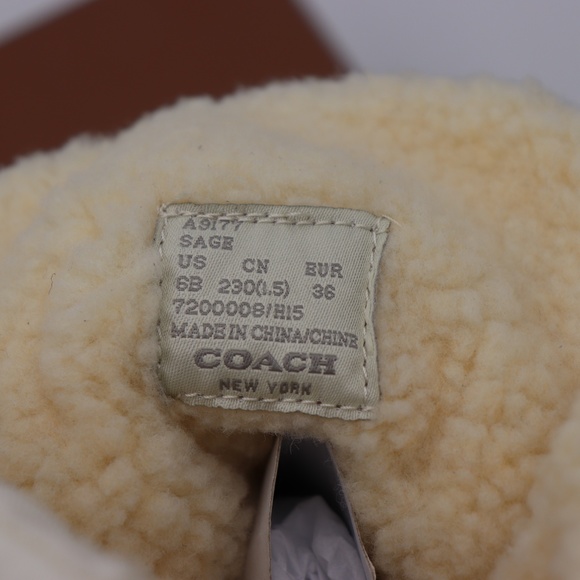 A9177
SAGE
US CN EUR
6B 230(1.5) 36
7200008/H15
MADE IN CHINA/CHINE
COACH
NEW YORK